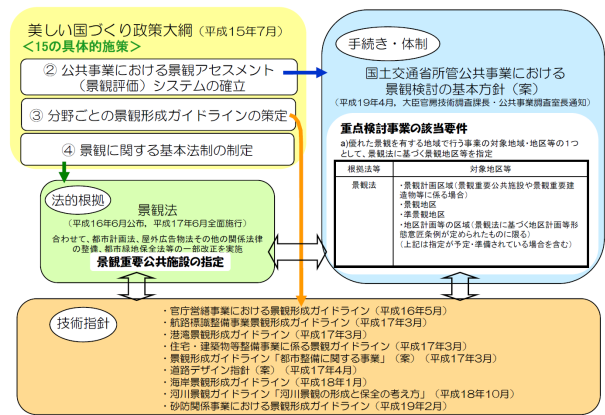 美しい国づくり政策大綱（平成15年7月）
＜15の具体的施策＞
② 公共事業における景観アセスメント
（景観評価）システムの確立
③ 分野ごとの景観形成ガイドラインの策定
④ 景観に関する基本法制の制定
手続き・体制
国土交通省所管公共事業における
景観検討の基本方針（案）
（平成19年4月，大臣官房技術調査課長・公共事業調査室長通知）
重点検討事業の該当要件
a)優れた景観を有する地域で行う事業の対象地域・地区等の１つ
として、景観法に基づく景観地区等を指定
根拠法等
対象地区等
景観法
・景観計画区域（景観重要公共施設や景観重要建
造物等に係る場合）
・景観地区
・準景観地区
・地区計画等の区域（景観法に基づく地区計画等形
態意匠条例が定められたものに限る）
（上記は指定が予定・準備されている場合を含む）
法的根拠
景観法
（平成16年6月公布，平成17年6月全面施行）
合わせて、都市計画法、屋外広告物法その他の関係法律
の整備、都市緑地保全法等の一部改正を実施
景観重要公共施設の指定
技術指針
・官庁営繕事業における景観形成ガイドライン（平成16年5月）
・航路標識整備事業景観形成ガイドライン（平成17年3月）
・港湾景観形成ガイドライン（平成17年3月）
・住宅・建築物等整備事業に係る景観ガイドライン（平成17年3月）
・景観形成ガイドライン「都市整備に関する事業」（案）（平成17年3月）
・道路デザイン指針（案）（平成17年4月）
・海岸景観形成ガイドライン（平成18年1月）
・河川景観ガイドライン「河川景観の形成と保全の考え方」（平成18年10月）
・砂防関係事業における景観形成ガイドライン（平成19年2月）